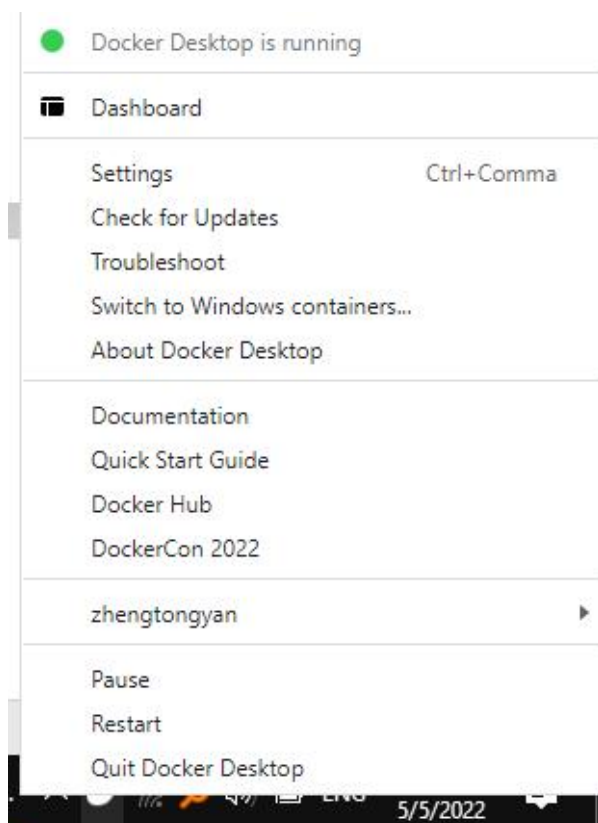 Docker Desktop is running
Dashboard
Settings Ctrl+Comma
Check for Updates
Troubleshoot
Switch to Windows containers...
About Docker Desktop
Documentation
Quick Start Guide
Docker Hub
DockerCon 2022
zhengtongyan
Pause
Restart
Quit Docker Desktop
ENG
5/5/2022